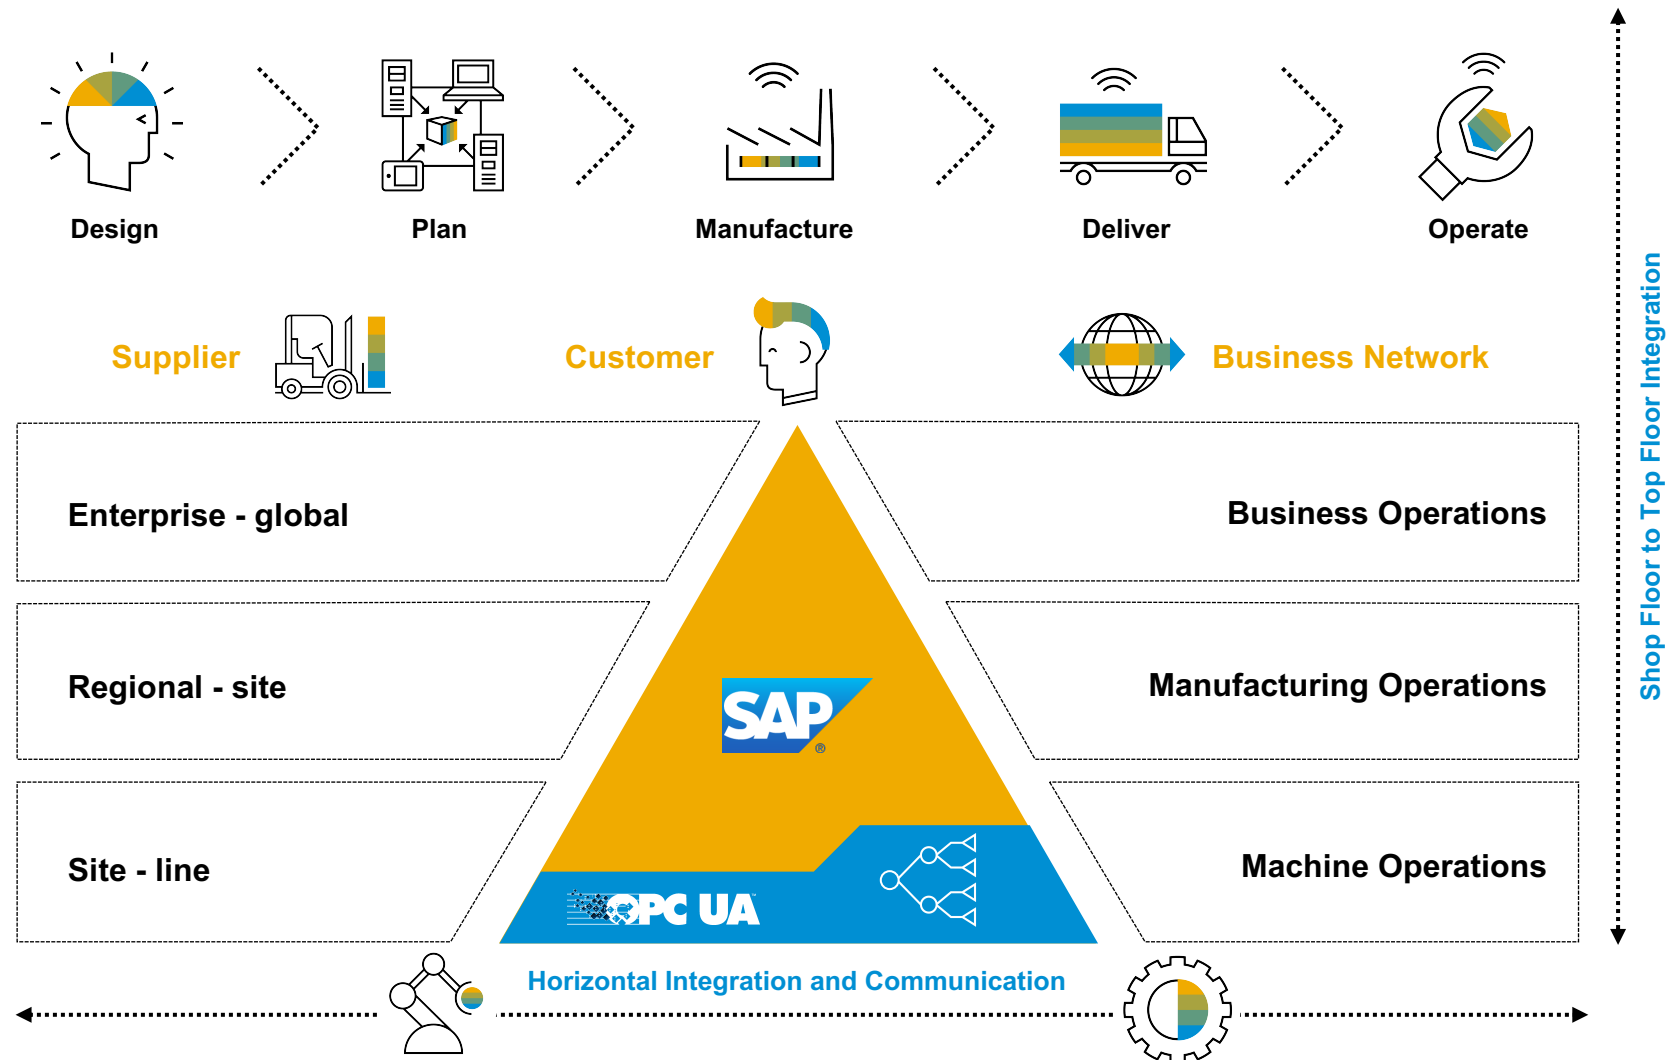 Design
Plan
Manufacture
Deliver
Operate
Supplier
Customer
Business Network
Shop Floor to Top Floor Integration
Enterprise - global
Business Operations
Regional - site
SAP ®
Manufacturing Operations
Site - line
Machine Operations
OPC UA
Horizontal Integration and Communication